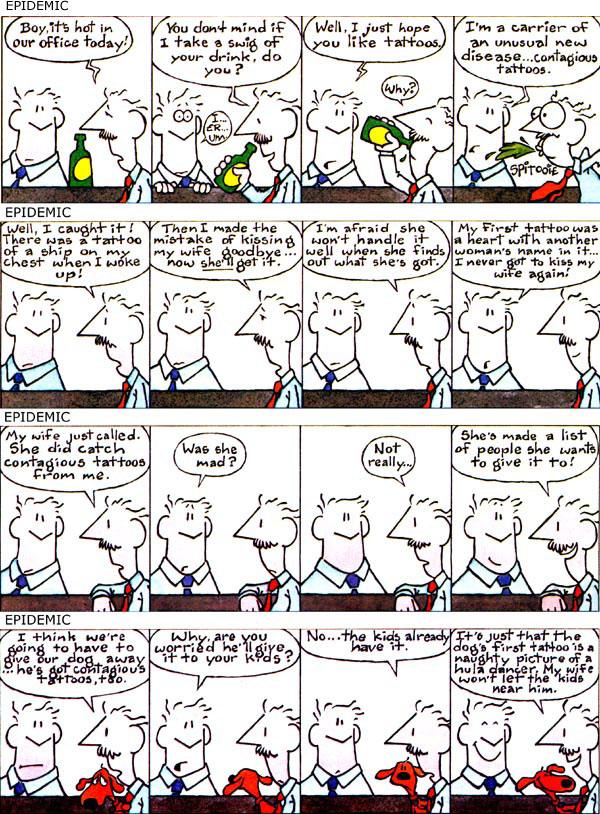 EPIDEMIC
Boy, it's hot in
our office today!
You don't mind if
I take a swig of
your drink, do
you?
I...
ER...
UM
Well, I just hope
you like tattoos.
Why?
I'm a carrier of
an unusual new
disease...contagious
tattoos.
SPITOOIE
EPIDEMIC
Well, I caught it!
There was a tattoo
of a ship on my
chest when I woke
up!
Then I made the
mistake of kissing
my wife goodbye...
now she'll get it.
I'm afraid she
won't handle it
well when she finds
out what she's got.
My first tattoo was
a heart with another
woman's name in it...
I never got to kiss my
wife again!
EPIDEMIC
My wife just called.
She did catch
contagious tattoos
from me.
Was she
mad?
Not
really...
She's made a list
of people she wants
to give it to!
EPIDEMIC
I think we're
going to have to
give our dog away
...he's got contagious
tattoos, too.
Why, are you
worried he'll give
it to your kids?
No...the kids already
have it.
It's just that the
dog's first tattoo is a
naughty picture of a
hula dancer. My wife
won't let the kids
near him.